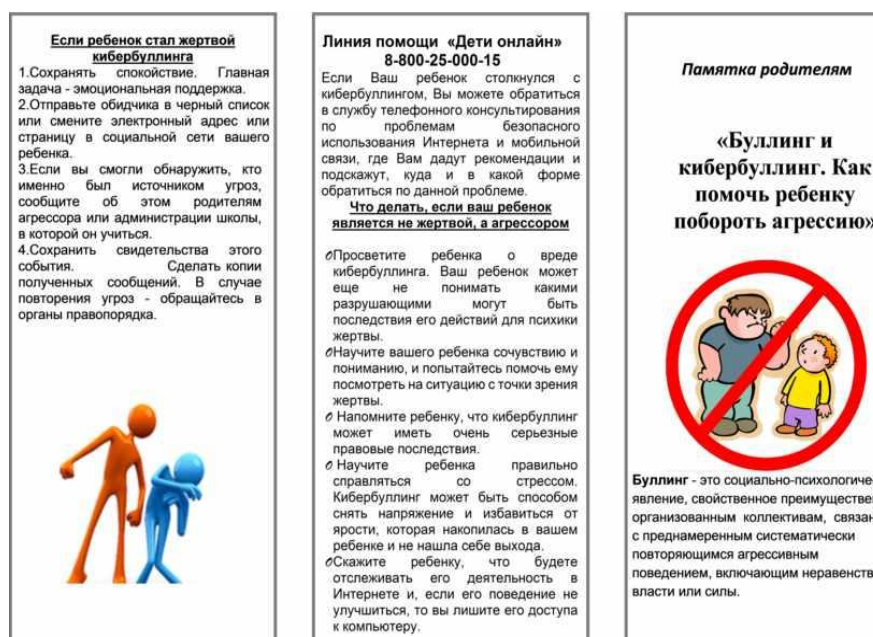 Если ребенок стал жертвой
кибербуллинга
1.Сохранять спокойствие. Главная
задача - эмоциональная поддержка.
2.Отправьте обидчика в черный список
или смените электронный адрес или
страницу в социальной сети вашего
ребенка.
3.Если вы смогли обнаружить, кто
именно был источником угроз,
сообщите об этом родителям
агрессора или администрации школы,
в которой он учиться.
4.Сохранить свидетельства этого
события. Сделать копии
полученных сообщений. В случае
повторения угроз - обращайтесь в
органы правопорядка.
Линия помощи «Дети онлайн»
8-800-25-000-15
Если Ваш ребенок столкнулся с
кибербуллингом, Вы можете обратиться
в службу телефонного консультирования
по проблемам безопасного
использования Интернета и мобильной
связи, где Вам дадут рекомендации и
подскажут, куда и в какой форме
обратиться по данной проблеме.
Что делать, если ваш ребенок
является не жертвой, а агрессором
Просветите ребенка о вреде
кибербуллинга. Ваш ребенок может
еще не понимать какими
разрушающими могут быть
последствия его действий для психики
жертвы.
Научите вашего ребенка сочувствию и
пониманию, и попытайтесь помочь ему
посмотреть на ситуацию с точки зрения
жертвы.
Напомните ребенку, что кибербуллинг
может иметь очень серьезные
правовые последствия.
Научите ребенка правильно
справляться со стрессом.
Кибербуллинг может быть способом
снять напряжение и избавиться от
ярости, которая накопилась в вашем
ребенке и не нашла себе выхода.
Скажите ребенку, что будете
отслеживать его деятельность в
Интернете и, если его поведение не
улучшиться, то вы лишите его доступа
к компьютеру.
Памятка родителям
«Буллинг и
кибербуллинг. Как
помочь ребенку
побороть агрессию»
Буллинг - это социально-психологиче
явление, свойственное преимуществе
организованным коллективам, связан
с преднамеренным систематически
повторяющимся агрессивным
поведением, включающим неравенств
власти или силы.